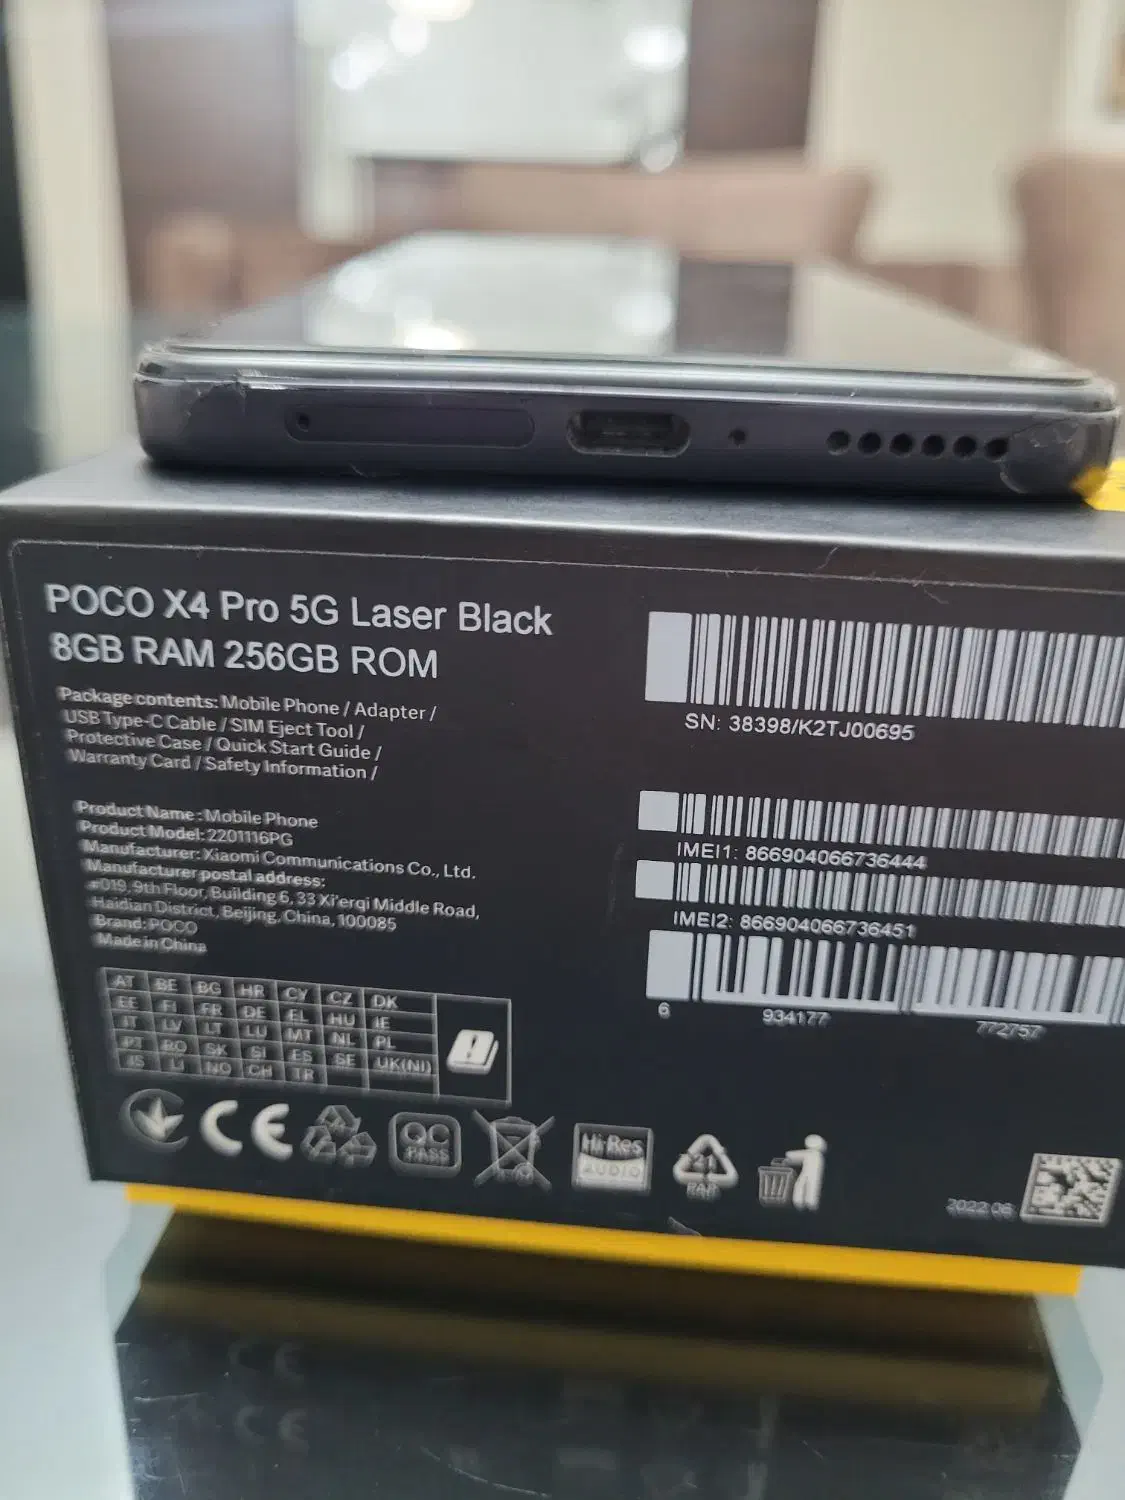 POCO X4 Pro 5G Laser Black
8GB RAM 256GB ROM
Package contents: Mobile Phone / Adapter /
USB Type-C Cable / SIM Eject Tool /
Protective Case / Quick Start Guide /
Warranty Card / Safety Information /
Product Name : Mobile Phone
Product Model: 2201116PG
Manufacturer: Xiaomi Communications Co., Ltd.
Manufacturer postal address:
#019, 9th Floor, Building 6, 33 Xi'erqi Middle Road,
Haidian District, Beijing, China, 100085
Brand: POCO
Made in China
AT BE BG HR CY CZ DK
EE FI FR DE EL HU IE
IT LV LT LU MT NL PL
PT RO SK SI ES SE UK(NI)
IS LI NO CH TR
CE
QC
PASS
Hi-Res
AUDIO
21
PAP
SN: 38398/K2TJ00695
IMEI1: 866904066736444
IMEI2: 866904066736451
6 934177 772757
2022.06